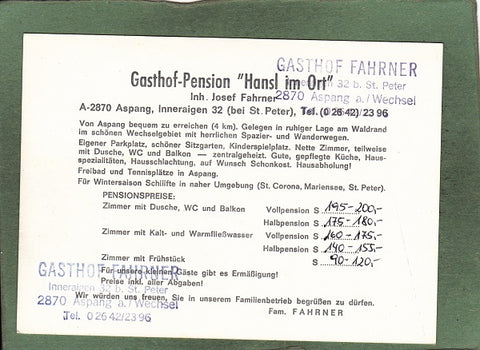 GASTHOF FAHRNER
Inneraigen 32 b. St. Peter
2870 Aspang a./Wechsel
Gasthof-Pension "Hansl im Ort"
Inh. Josef Fahrner
A-2870 Aspang, Inneraigen 32 (bei St. Peter), Tel. (0 26 42) 23 96
Von Aspang bequem zu erreichen (4 km). Gelegen in ruhiger Lage am Waldrand
im schönen Wechselgebiet mit herrlichen Spazier- und Wanderwegen.
Eigener Parkplatz, schöner Sitzgarten, Kinderspielplatz. Nette Zimmer, teilweise
mit Dusche, WC und Balkon — zentralgeheizt. Gute, gepflegte Küche, Haus-
spezialitäten, Hausschlachtung, auf Wunsch Schonkost. Hausabholung!
Freibad und Tennisplätze in Aspang.
Für Wintersaison Schilifte in naher Umgebung (St. Corona, Mariensee, St. Peter).
PENSIONSPREISE:
Zimmer mit Dusche, WC und Balkon Vollpension S 195-200,-
Halbpension S 175-180,-
Zimmer mit Kalt- und Warmfließwasser Vollpension S 160-175,-
Halbpension S 140-155,-
Zimmer mit Frühstück S 90-120,-
Für unsere kleinen Gäste gibt es Ermäßigung!
Preise inkl. aller Abgaben!
Wir würden uns freuen, Sie in unserem Familienbetrieb begrüßen zu dürfen.
Fam. FAHRNER
GASTHOF FAHRNER
Inneraigen 32 b. St. Peter
2870 Aspang a./Wechsel
Tel. 0 26 42/23 96